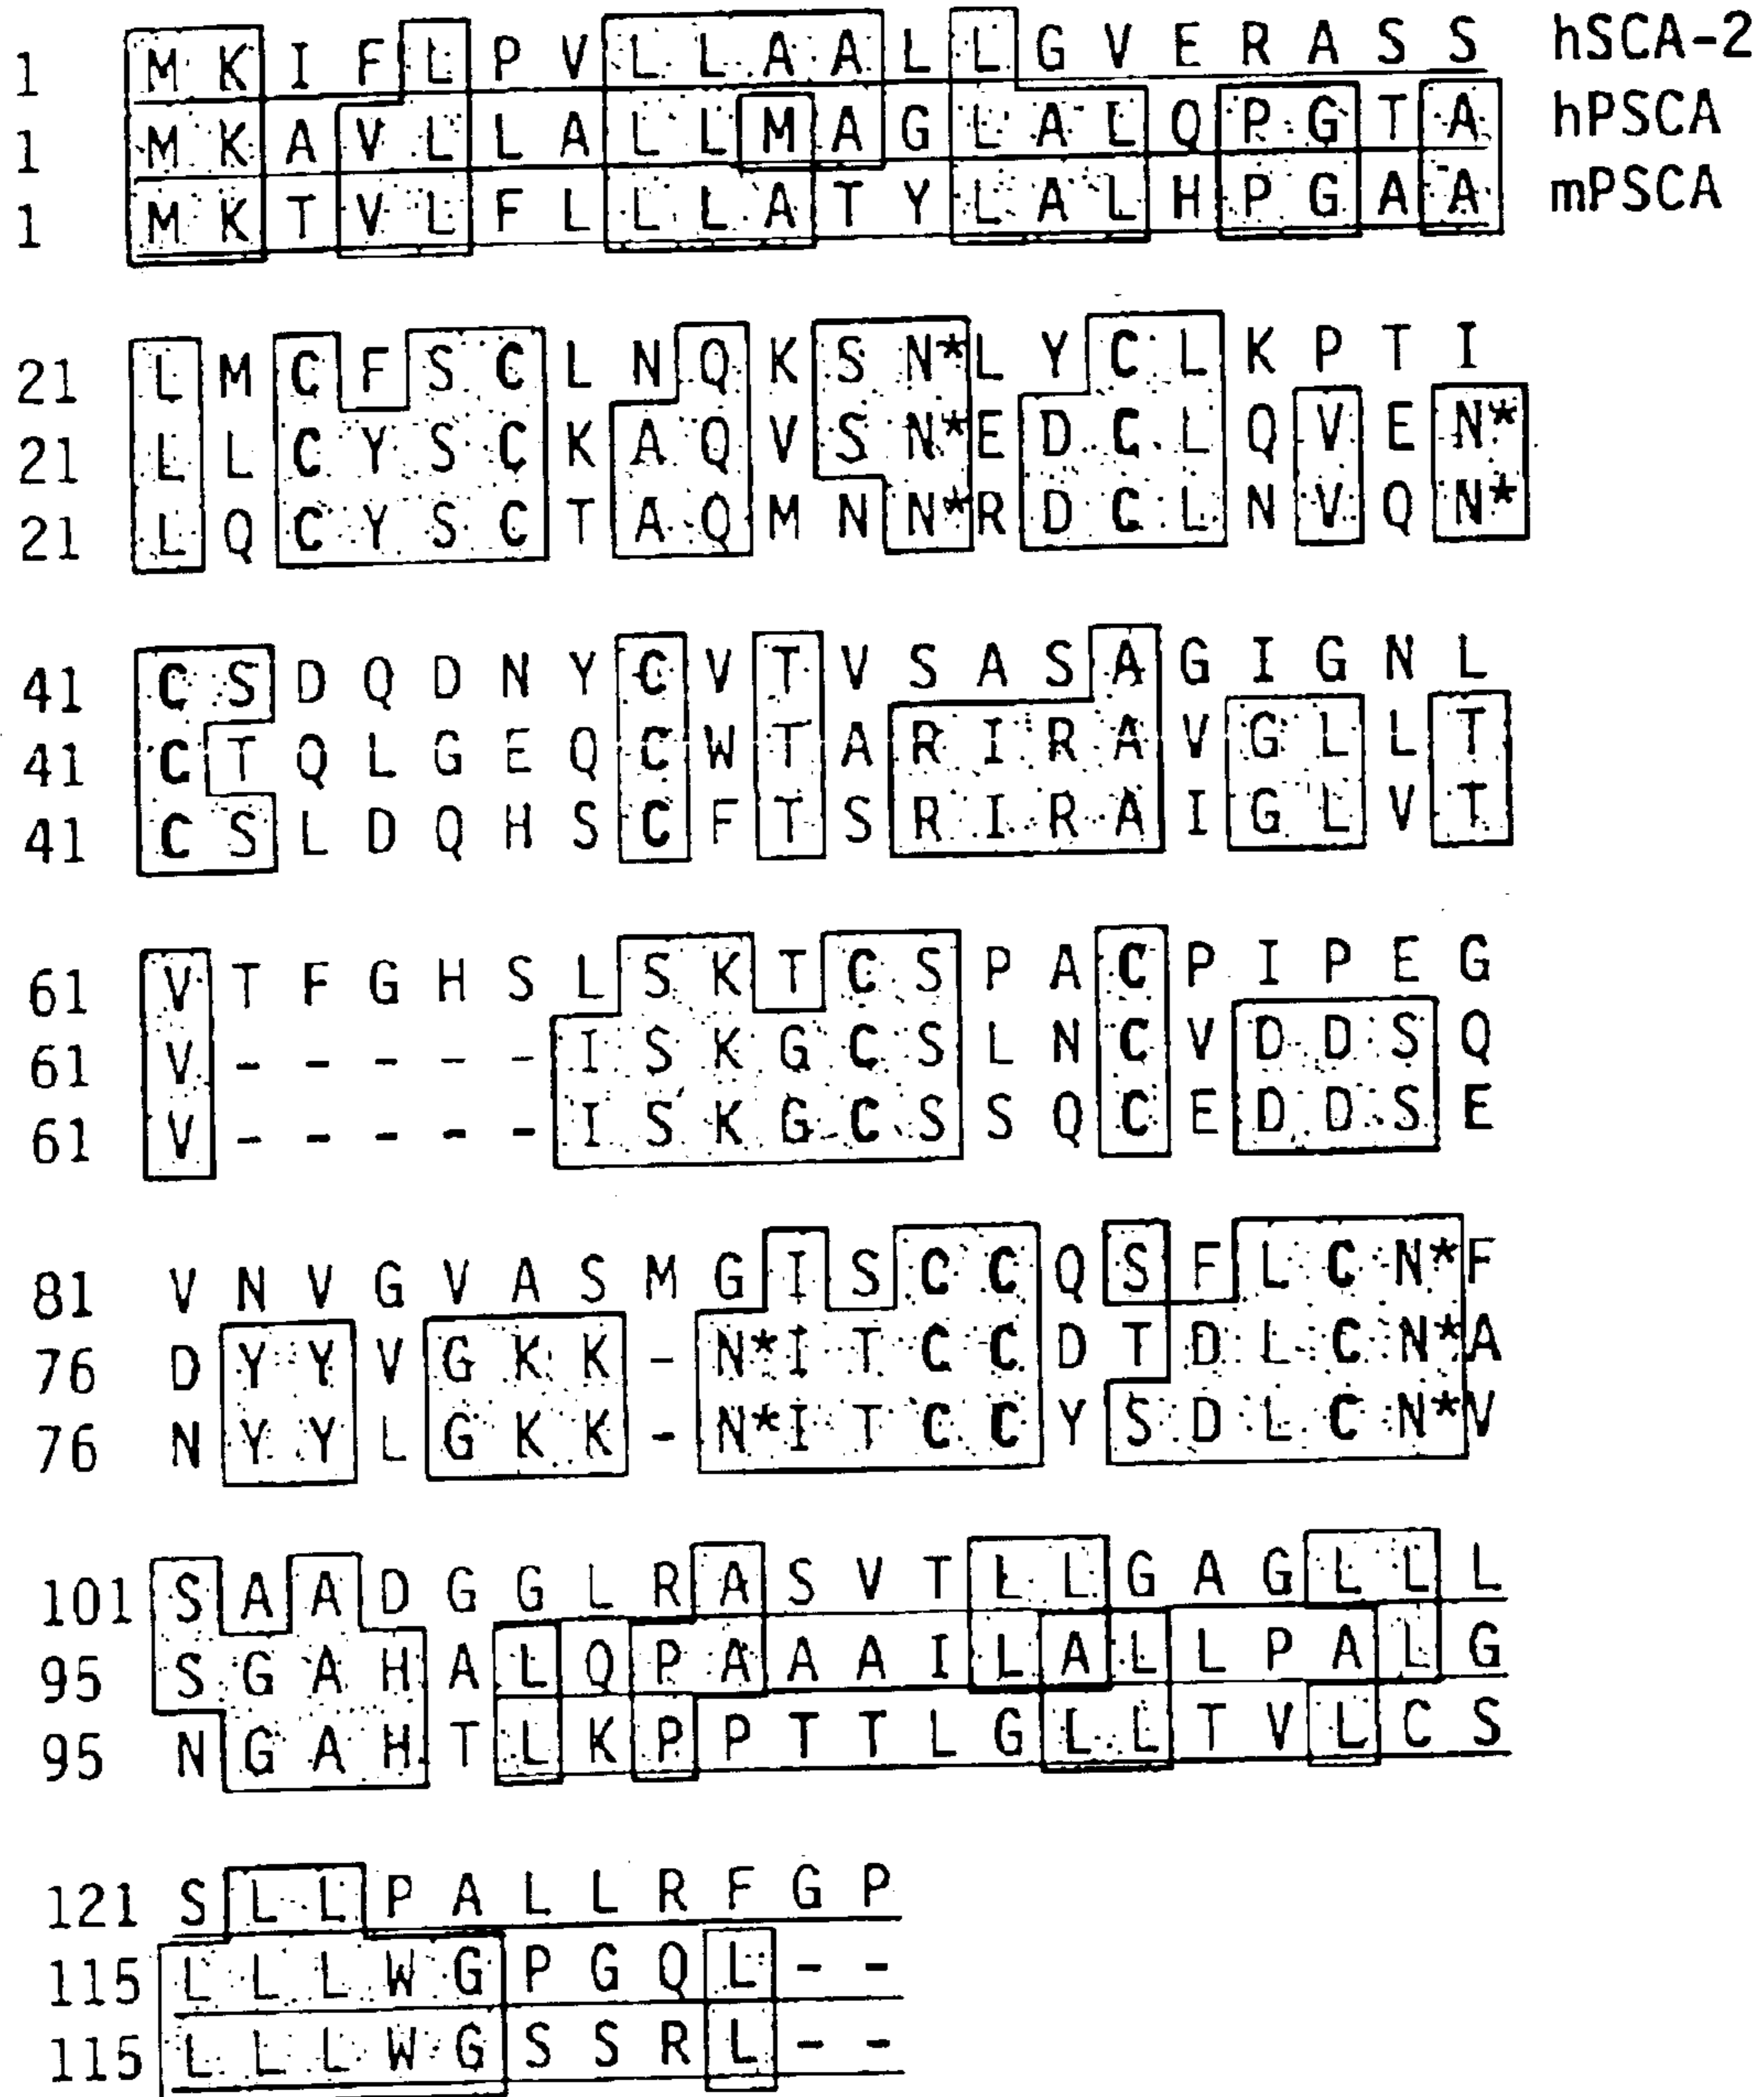 1 M K I F L P V L L A A L L G V E R A S S hSCA-2
1 M K A V L L A L L M A G L A L Q P G T A hPSCA
1 M K T V L F L L L A T Y L A L H P G A A mPSCA
21 L M C F S C L N Q K S N* L Y C L K P T I
21 L L C Y S C K A Q V S N* E D C L Q V E N*
21 L Q C Y S C T A Q M N N* R D C L N V Q N*
41 C S D Q D N Y C V T V S A S A G I G N L
41 C T Q L G E Q C W T A R I R A V G L L T
41 C S L D Q H S C F T S R I R A I G L V T
61 V T F G H S L S K T C S P A C P I P E G
61 V - - - - - I S K G C S L N C V D D S Q
61 V - - - - - I S K G C S S Q C E D D S E
81 V N V G V A S M G I S C C Q S F L C N* F
76 D Y Y V G K K - N* I T C C D T D L C N* A
76 N Y Y L G K K - N* I T C C Y S D L C N* V
101 S A A D G G L R A S V T L L G A G L L L
95 S G A H A L Q P A A A I L A L L P A L G
95 N G A H T L K P P T T L G L L T V L C S
121 S L L P A L L R F G P
115 L L L W G P G Q L - -
115 L L L W G S S R L - -